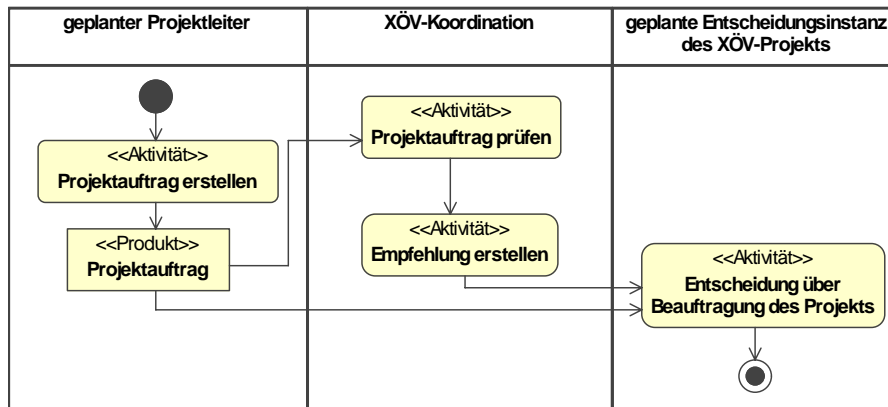 geplanter Projektleiter
XÖV-Koordination
geplante Entscheidungsinstanz
des XÖV-Projekts
<<Aktivität>>
Projektauftrag erstellen
<<Produkt>>
Projektauftrag
<<Aktivität>>
Projektauftrag prüfen
<<Aktivität>>
Empfehlung erstellen
<<Aktivität>>
Entscheidung über
Beauftragung des Projekts